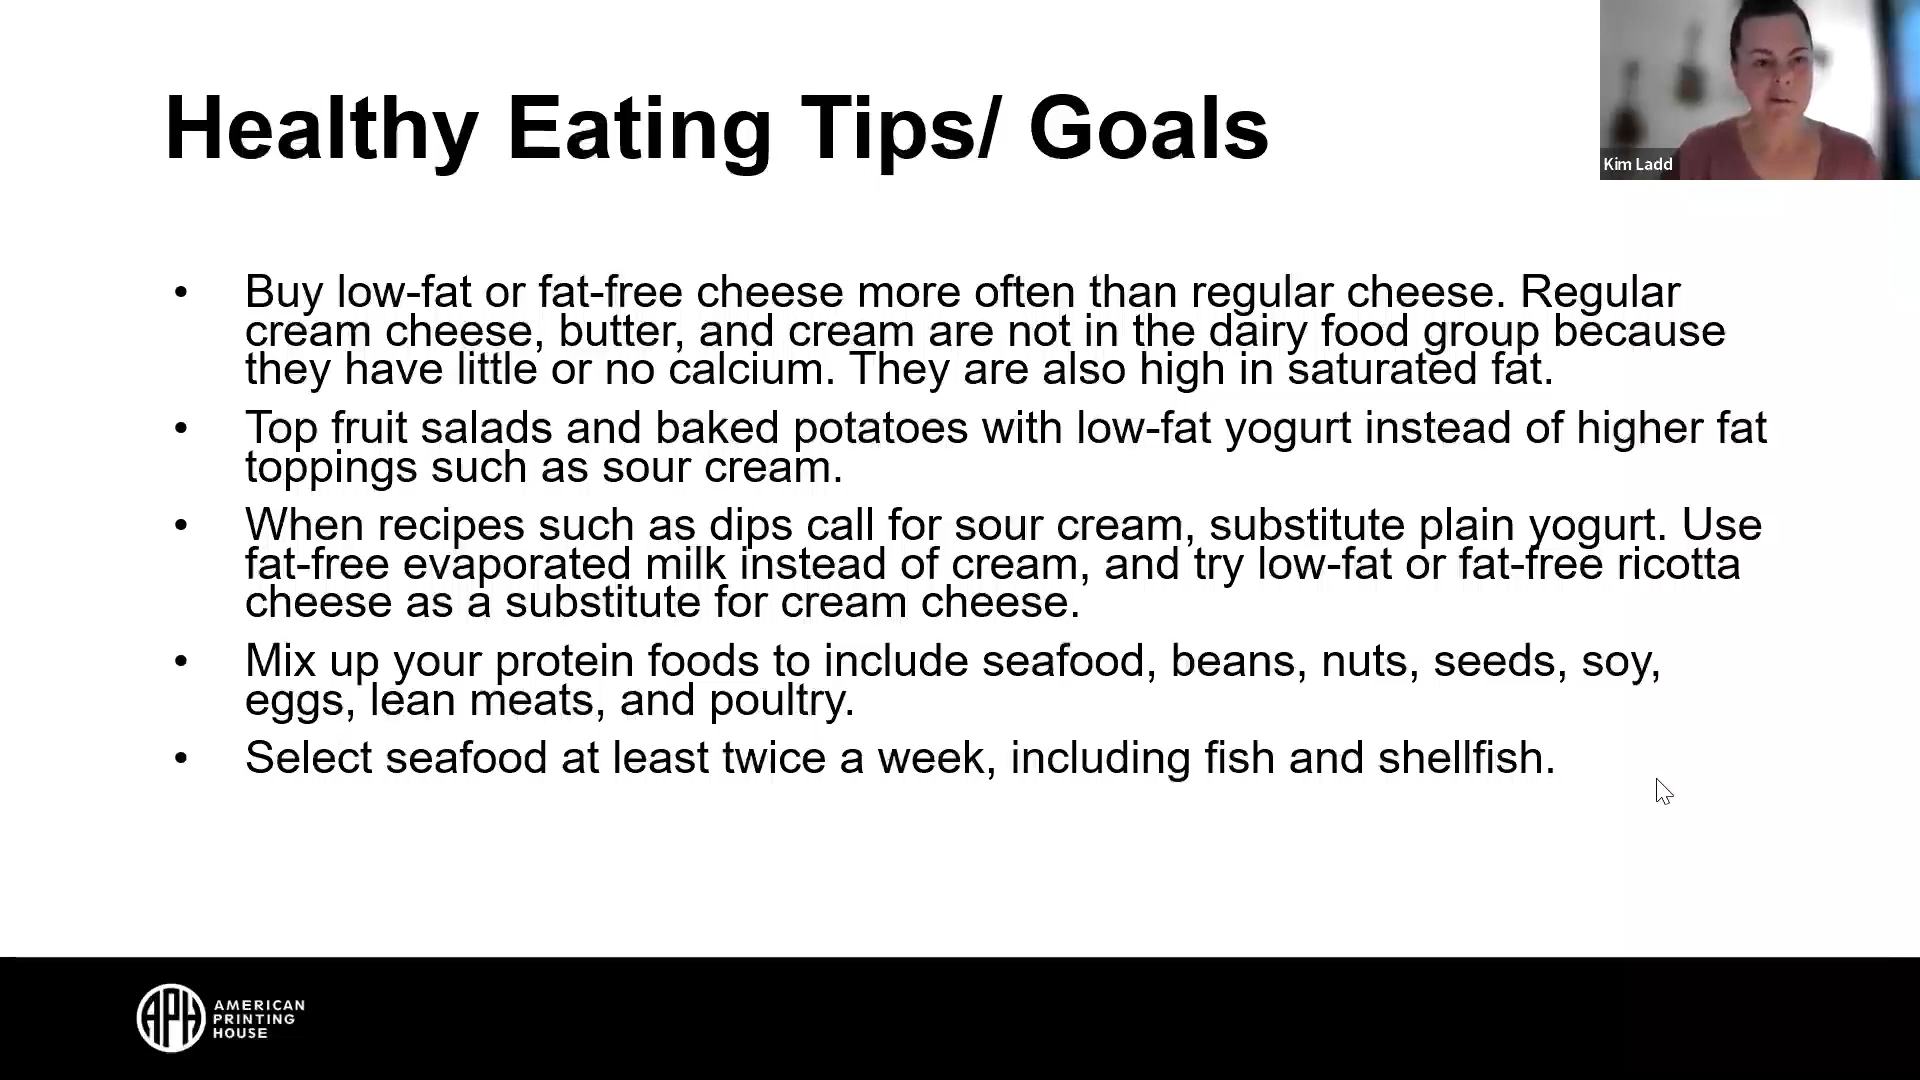 Healthy Eating Tips/ Goals
Kim Ladd
• Buy low-fat or fat-free cheese more often than regular cheese. Regular
cream cheese, butter, and cream are not in the dairy food group because
they have little or no calcium. They are also high in saturated fat.
• Top fruit salads and baked potatoes with low-fat yogurt instead of higher fat
toppings such as sour cream.
• When recipes such as dips call for sour cream, substitute plain yogurt. Use
fat-free evaporated milk instead of cream, and try low-fat or fat-free ricotta
cheese as a substitute for cream cheese.
• Mix up your protein foods to include seafood, beans, nuts, seeds, soy,
eggs, lean meats, and poultry.
• Select seafood at least twice a week, including fish and shellfish.
APH
AMERICAN
PRINTING
HOUSE